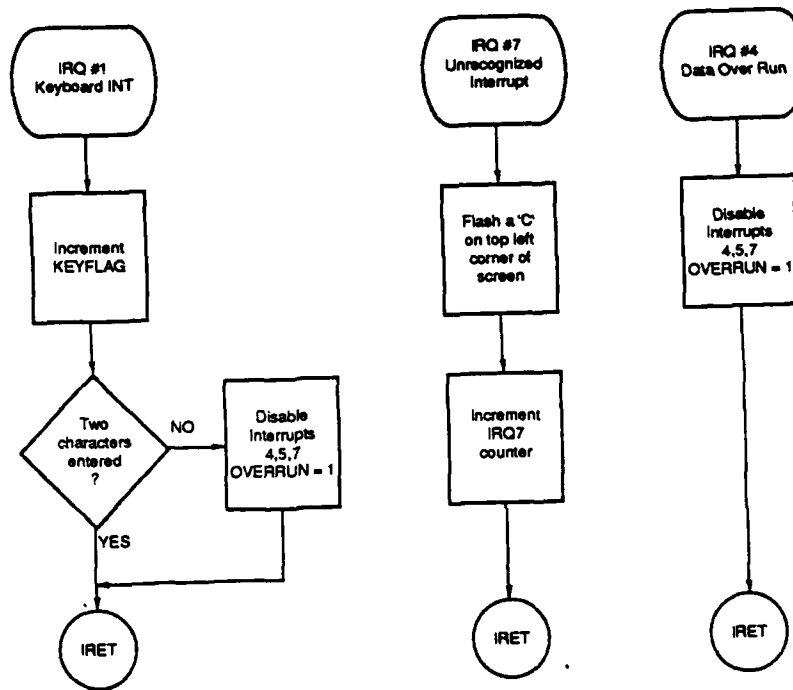 IRQ #1
Keyboard INT
Increment
KEYFLAG
Two
characters
entered
?
NO
YES
Disable
Interrupts
4,5,7
OVERRUN = 1
IRET
IRQ #7
Unrecognized
Interrupt
Flash a 'C'
on top left
corner of
screen
Increment
IRQ7
counter
IRET
IRQ #4
Data Over Run
Disable
Interrupts
4,5,7
OVERRUN = 1
IRET